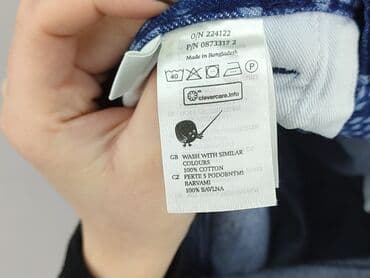 O/N 224122
P/N 0873317 2
Made in Bangladesh
40 P
clevercare.info
GB WASH WITH SIMILAR
COLOURS
100% COTTON
CZ PERTE S PODOBNÝMI
BARVAMI
100% BAVLNA